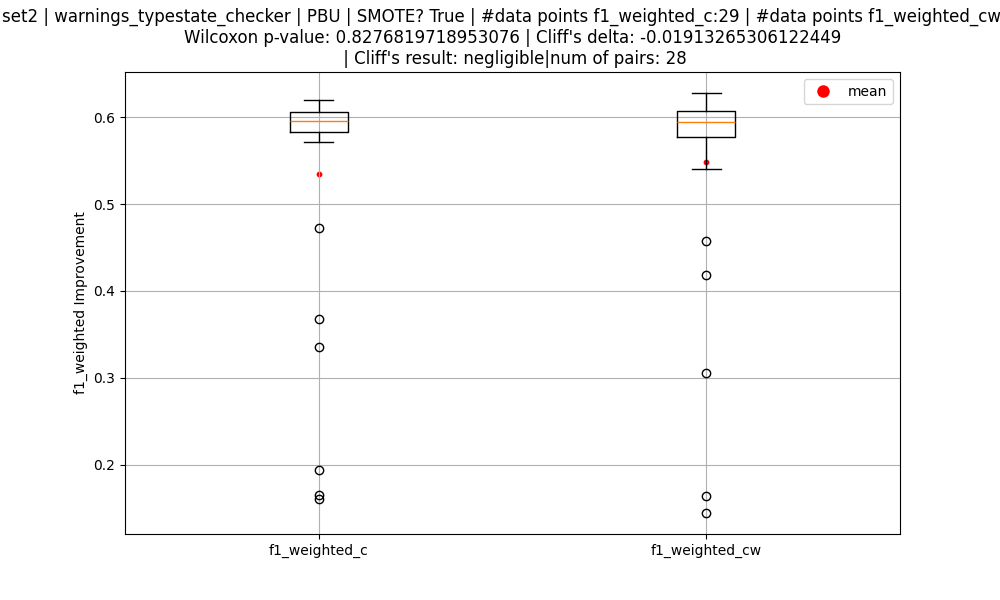 set2 | warnings_typestate_checker | PBU | SMOTE? True | #data points f1_weighted_c:29 | #data points f1_weighted_cw
Wilcoxon p-value: 0.8276819718953076 | Cliff's delta: -0.01913265306122449
| Cliff's result: negligible|num of pairs: 28
mean
0.6
0.5
0.4
0.3
0.2
f1_weighted Improvement
f1_weighted_c
f1_weighted_cw